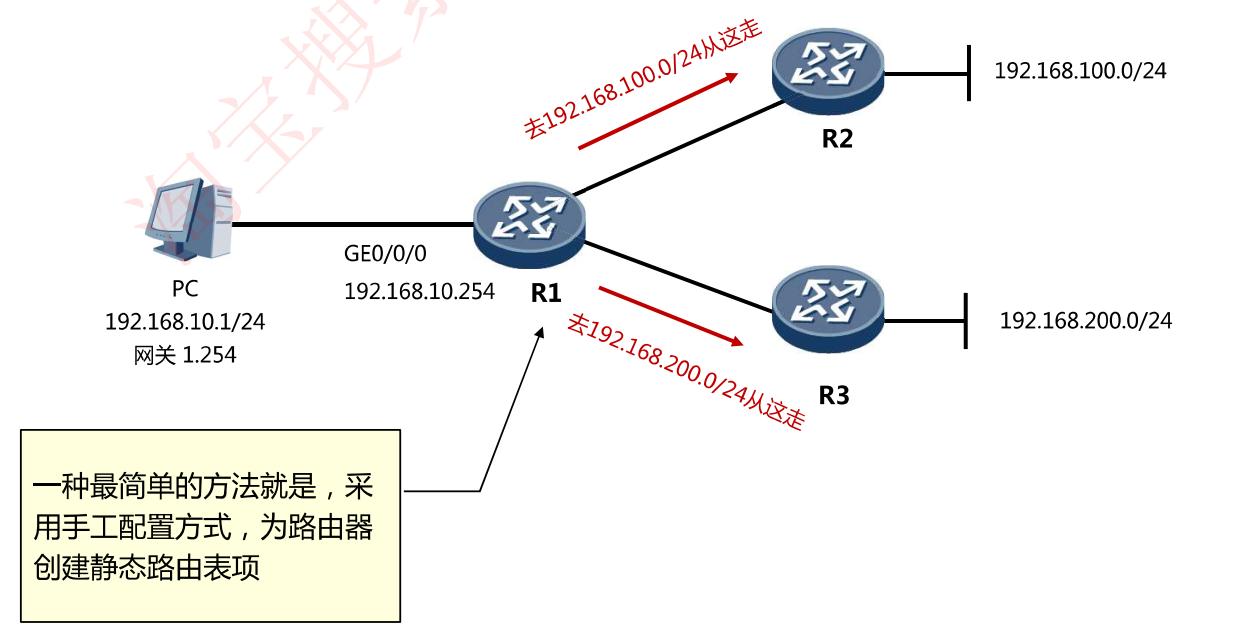 淘宝搜索
去192.168.100.0/24从这走
192.168.100.0/24
R2
GE0/0/0
192.168.10.254
R1
PC
192.168.10.1/24
网关 1.254
去192.168.200.0/24从这走
192.168.200.0/24
R3
一种最简单的方法就是，采
用手工配置方式，为路由器
创建静态路由表项